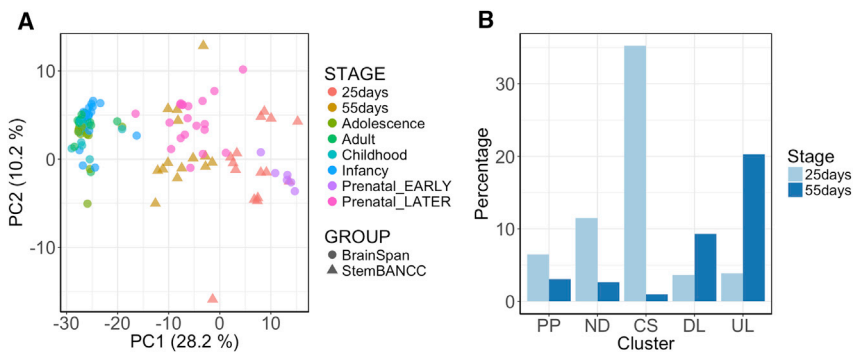 A
10
0
-10
PC2 (10.2 %)
-30 -20 -10 0 10
PC1 (28.2 %)
STAGE
25days
55days
Adolescence
Adult
Childhood
Infancy
Prenatal_EARLY
Prenatal_LATER
GROUP
BrainSpan
StemBANCC
B
30
20
10
0
Percentage
PP ND CS DL UL
Cluster
Stage
25days
55days